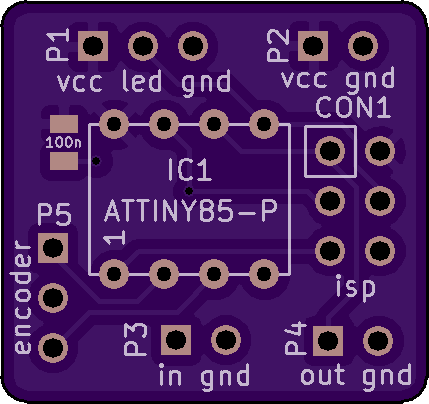 P1
P2
vcc led gnd
vcc gnd
CON1
100n
IC1
ATTINY85-P
P5
1
encoder
isp
P3
P4
in gnd
out gnd